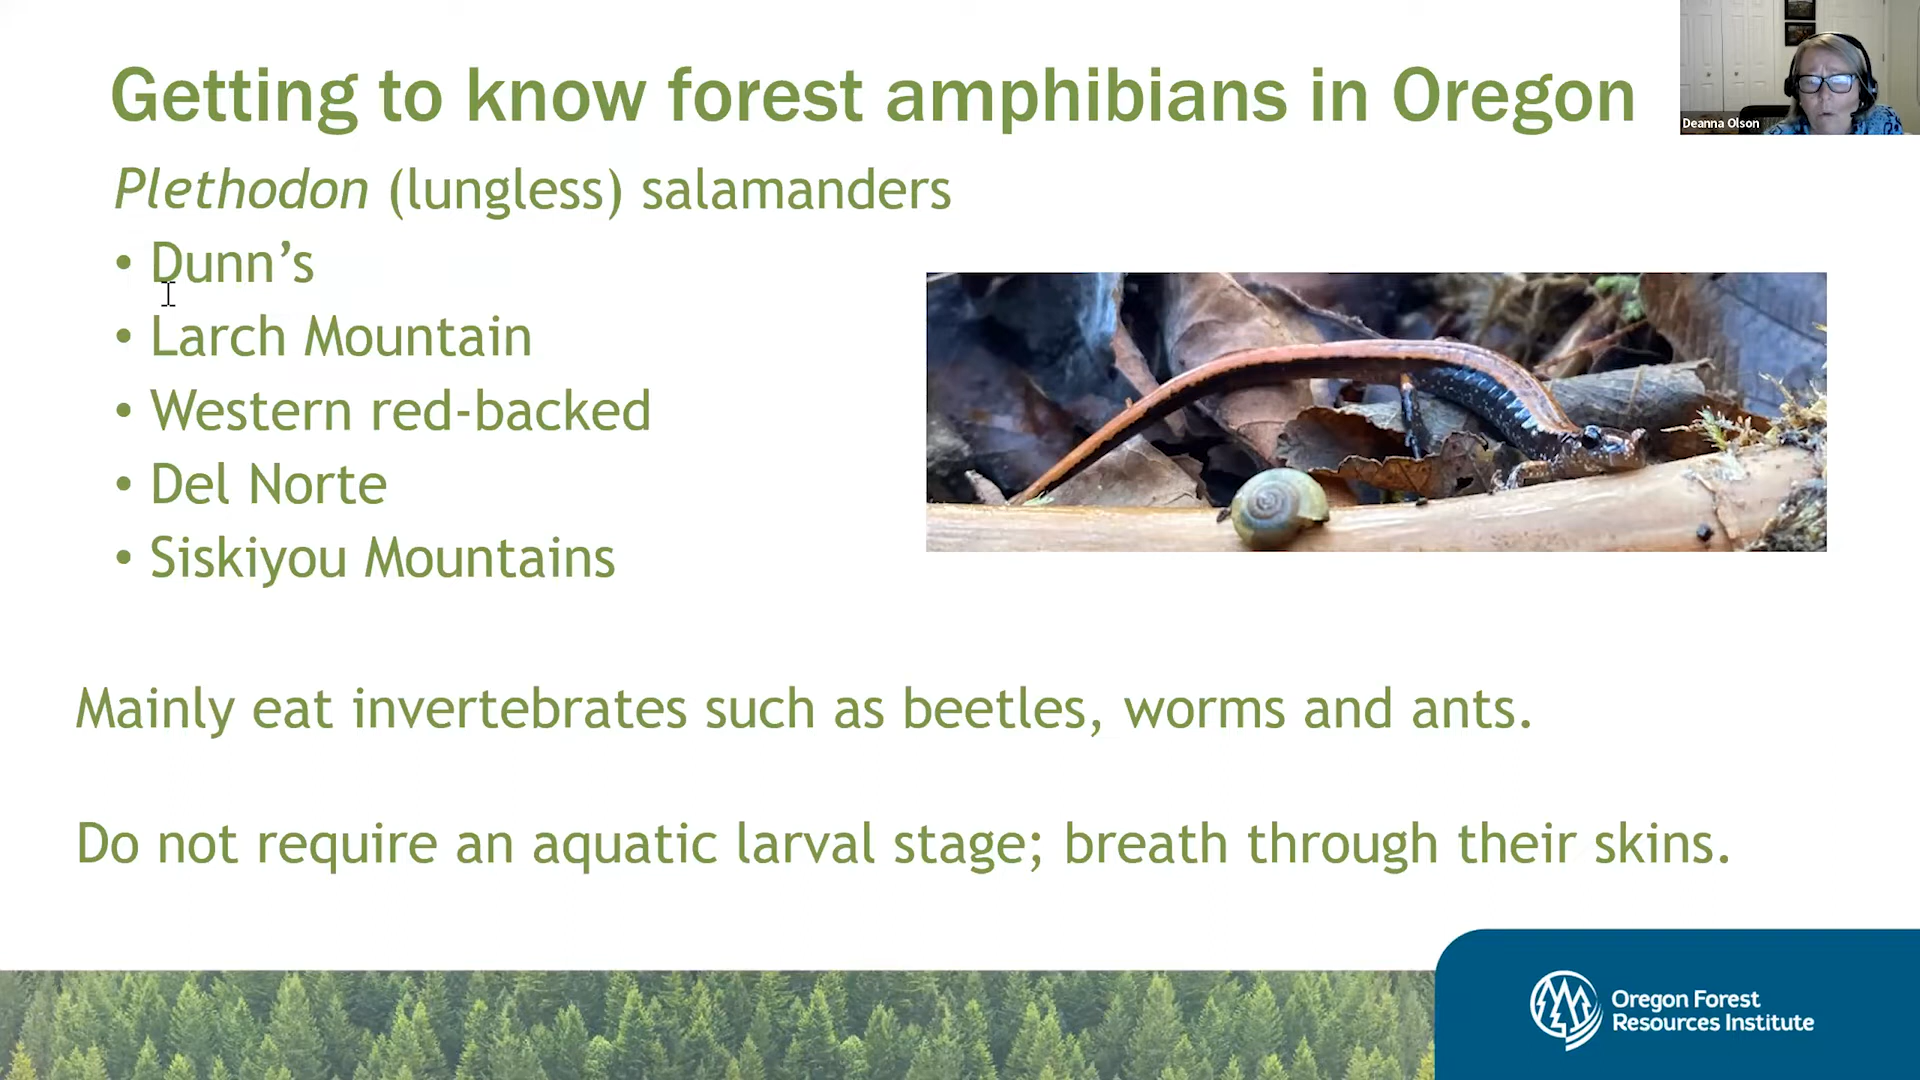 Getting to know forest amphibians in Oregon
Deanna Olson
Plethodon (lungless) salamanders
• Dunn’s
• Larch Mountain
• Western red-backed
• Del Norte
• Siskiyou Mountains
Mainly eat invertebrates such as beetles, worms and ants.
Do not require an aquatic larval stage; breath through their skins.
Oregon Forest
Resources Institute